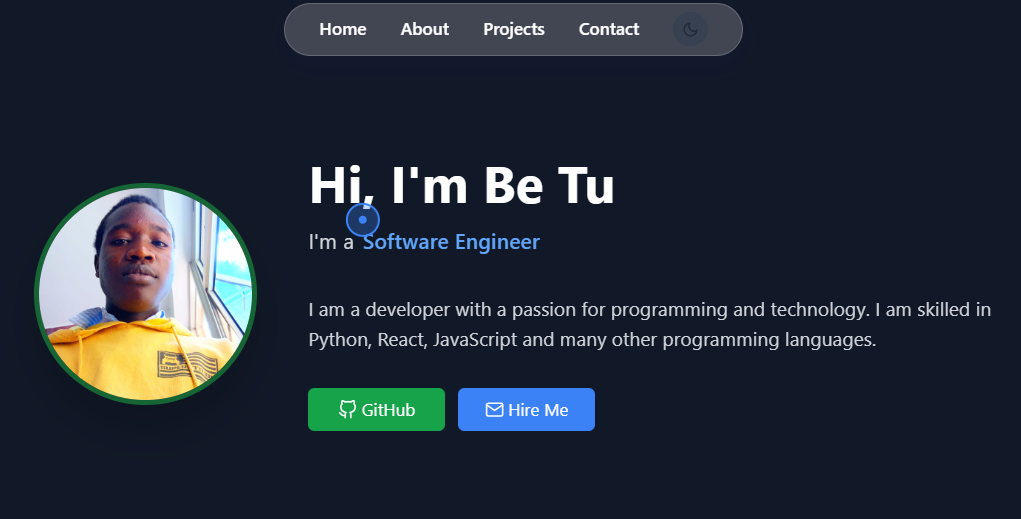 Home About Projects Contact
Hi, I'm Be Tu
I'm a Software Engineer
I am a developer with a passion for programming and technology. I am skilled in
Python, React, JavaScript and many other programming languages.
GitHub Hire Me